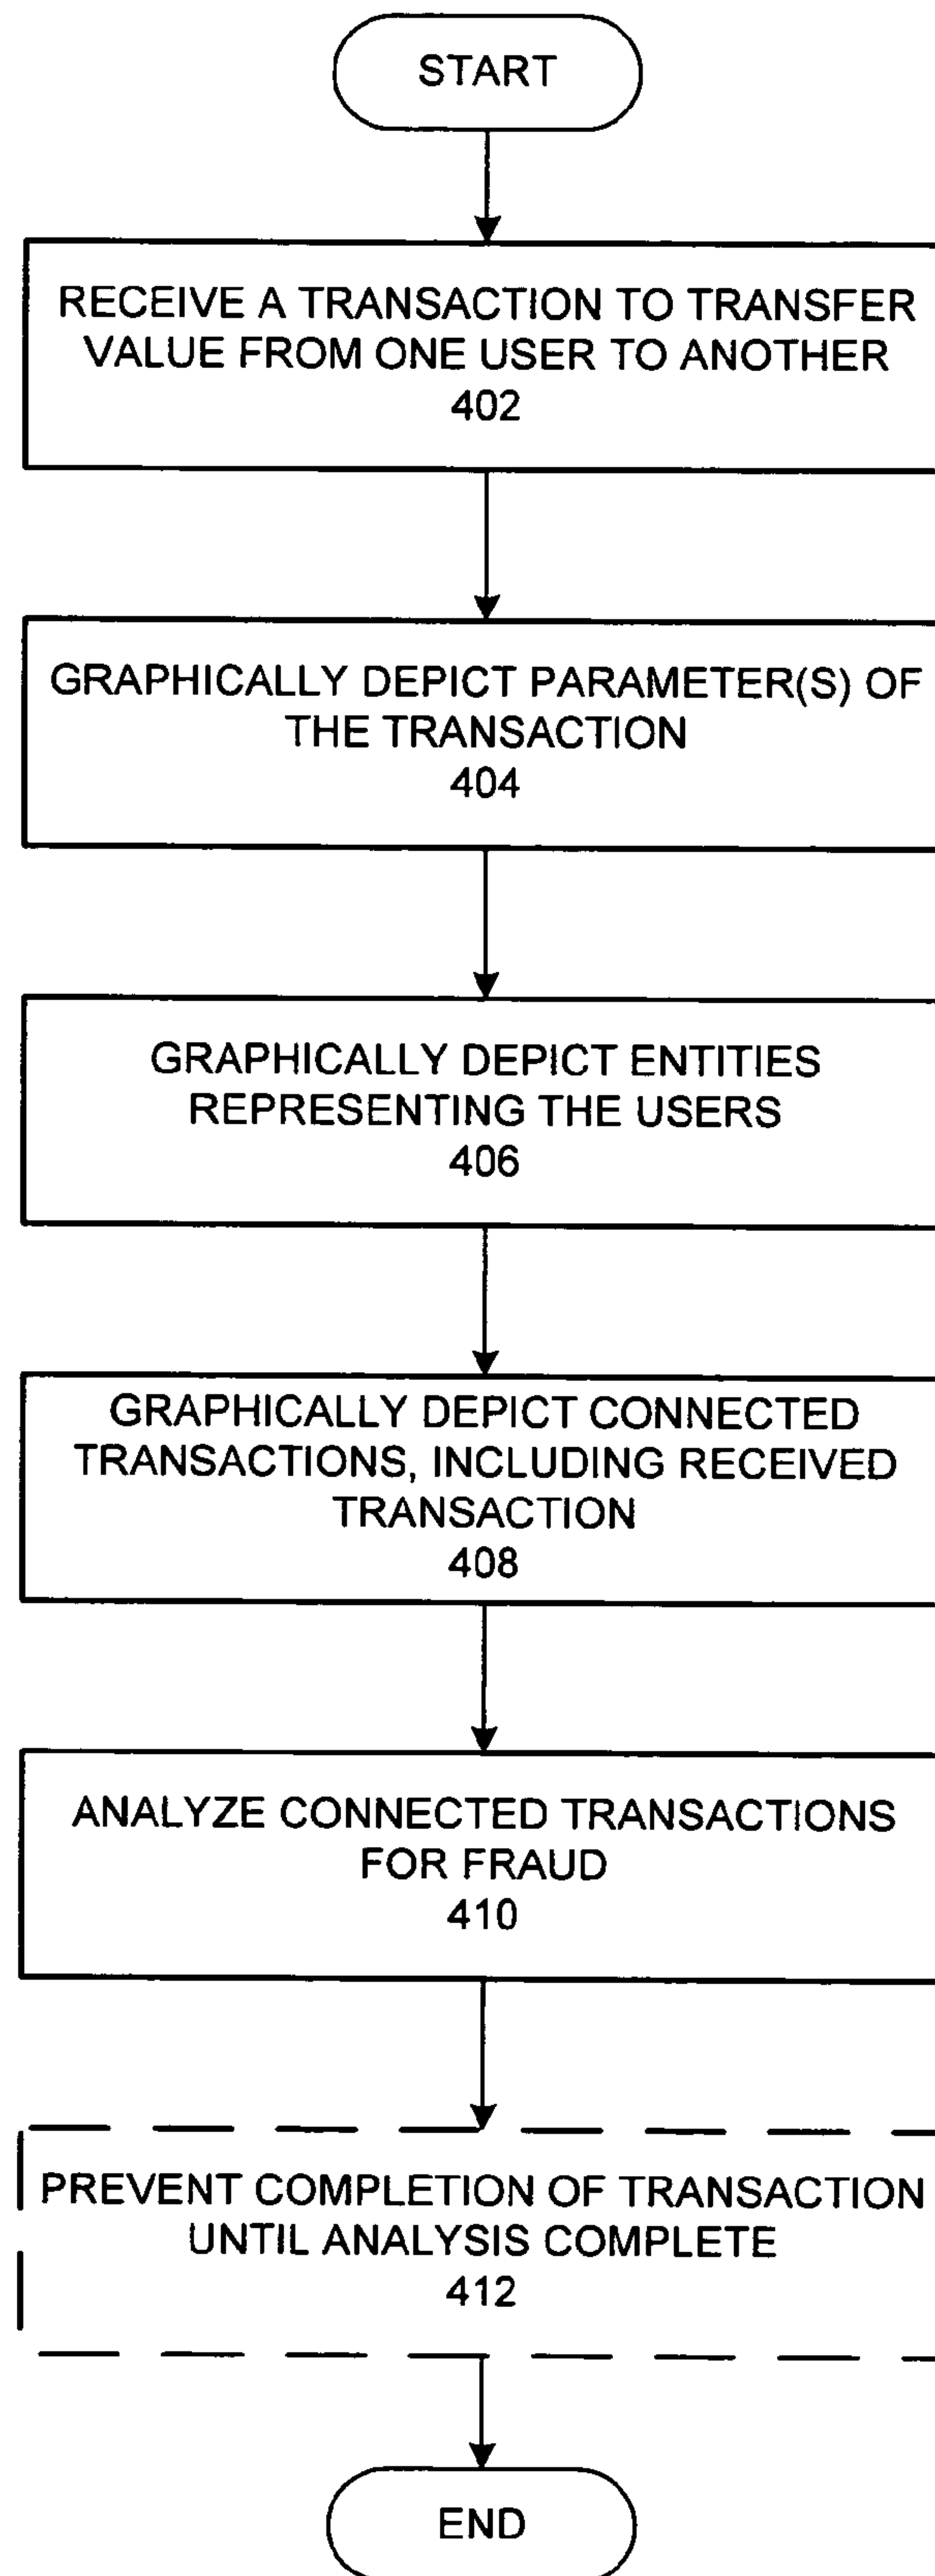 START
RECEIVE A TRANSACTION TO TRANSFER
VALUE FROM ONE USER TO ANOTHER
402
GRAPHICALLY DEPICT PARAMETER(S) OF
THE TRANSACTION
404
GRAPHICALLY DEPICT ENTITIES
REPRESENTING THE USERS
406
GRAPHICALLY DEPICT CONNECTED
TRANSACTIONS, INCLUDING RECEIVED
TRANSACTION
408
ANALYZE CONNECTED TRANSACTIONS
FOR FRAUD
410
PREVENT COMPLETION OF TRANSACTION
UNTIL ANALYSIS COMPLETE
412
END